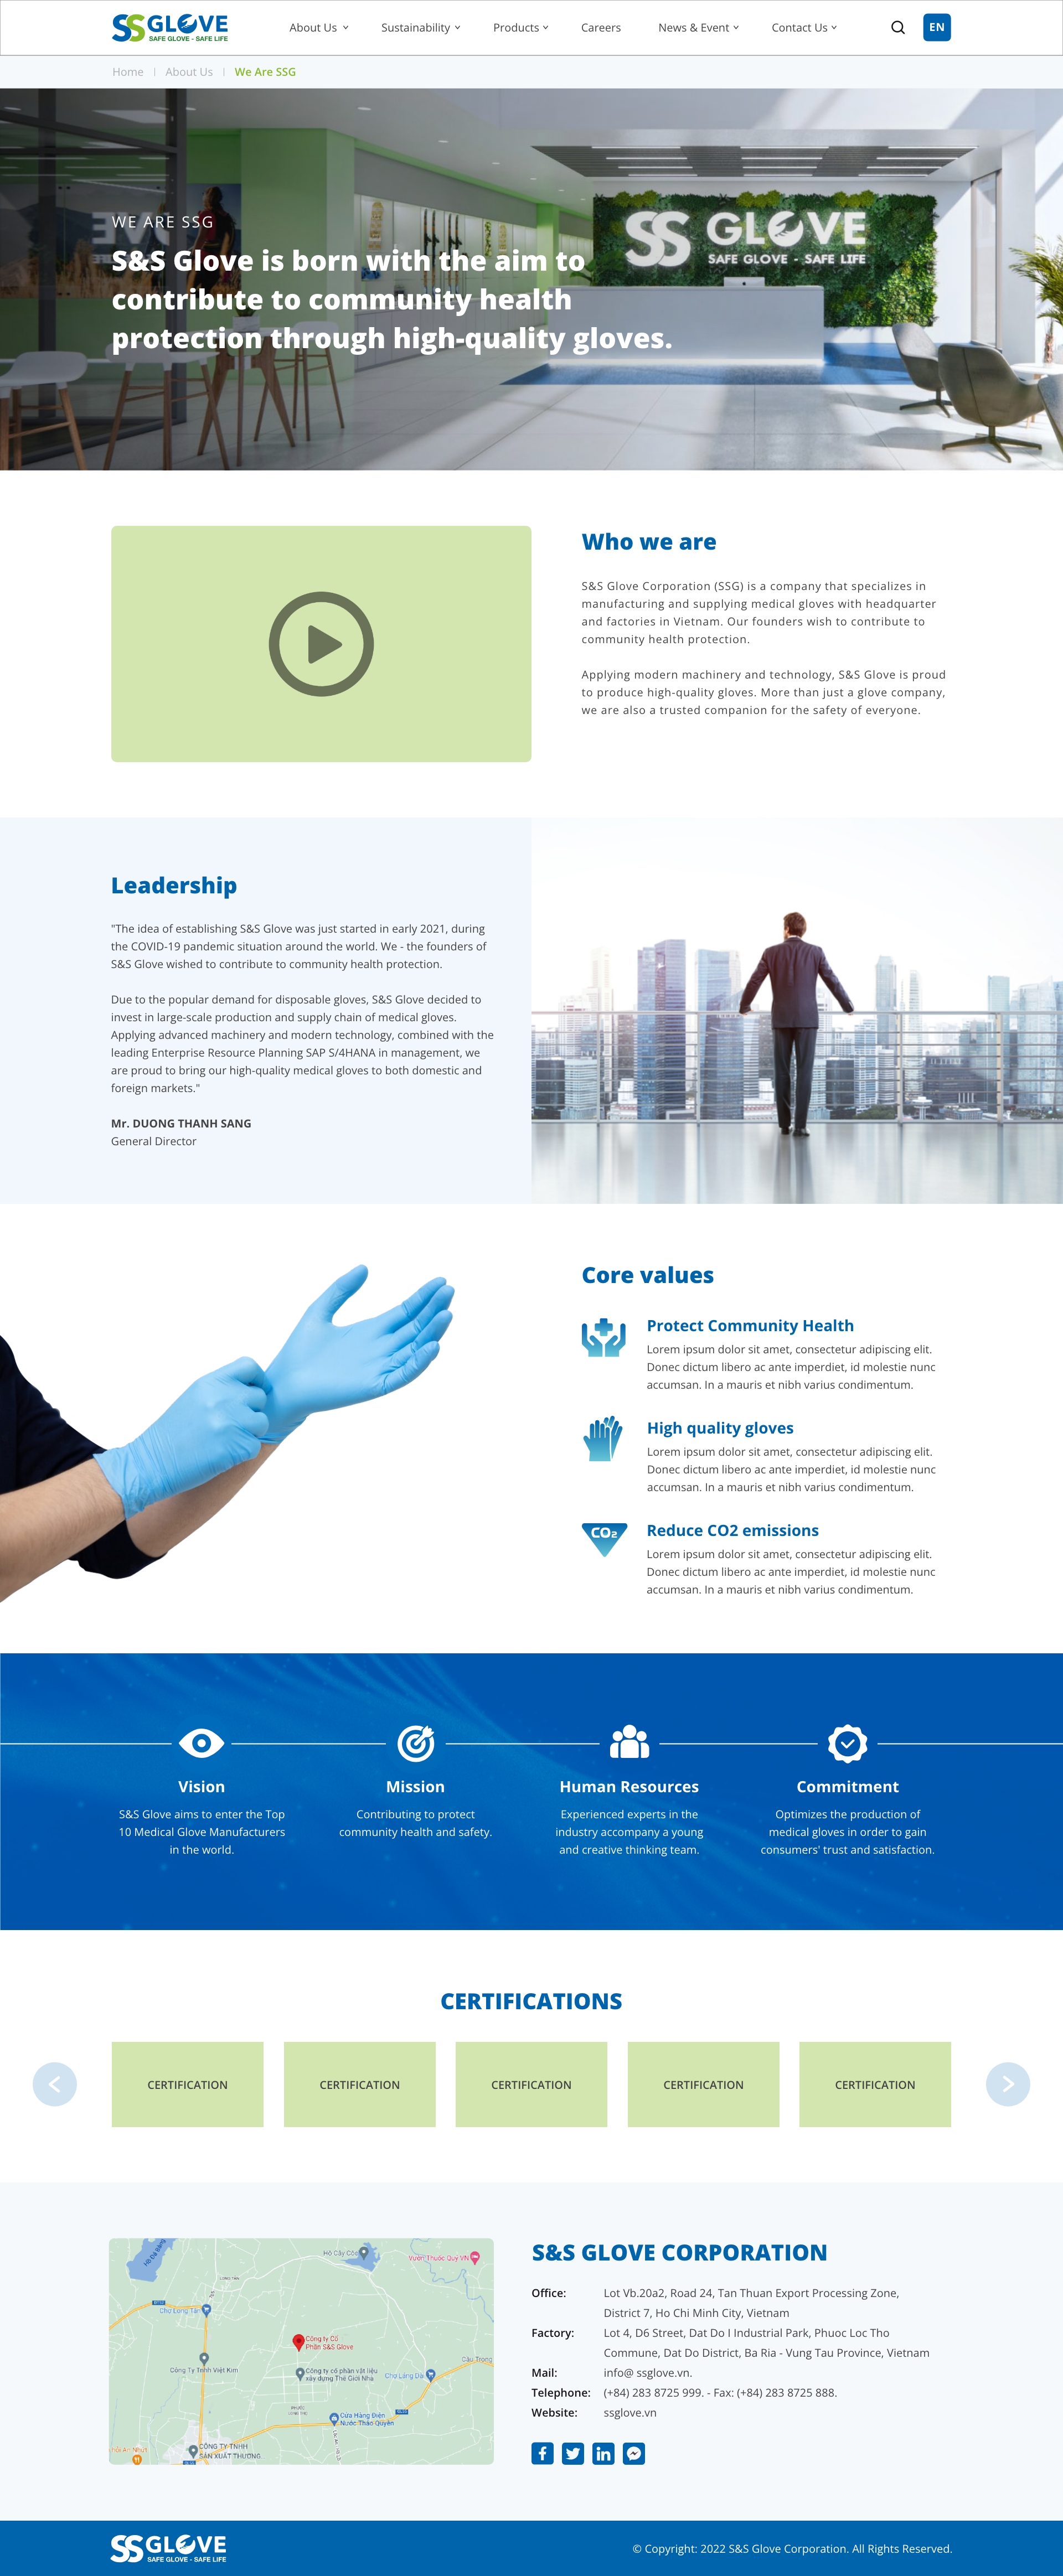 SS GLOVE
SAFE GLOVE - SAFE LIFE
About Us
Sustainability
Products
Careers
News & Event
Contact Us
EN
Home
About Us
We Are SSG
WE ARE SSG
S&S Glove is born with the aim to
contribute to community health
protection through high-quality gloves.
SS GLOVE
SAFE GLOVE - SAFE LIFE
Who we are
S&S Glove Corporation (SSG) is a company that specializes in
manufacturing and supplying medical gloves with headquarter
and factories in Vietnam. Our founders wish to contribute to
community health protection.
Applying modern machinery and technology, S&S Glove is proud
to produce high-quality gloves. More than just a glove company,
we are also a trusted companion for the safety of everyone.
Leadership
"The idea of establishing S&S Glove was just started in early 2021, during
the COVID-19 pandemic situation around the world. We - the founders of
S&S Glove wished to contribute to community health protection.
Due to the popular demand for disposable gloves, S&S Glove decided to
invest in large-scale production and supply chain of medical gloves.
Applying advanced machinery and modern technology, combined with the
leading Enterprise Resource Planning SAP S/4HANA in management, we
are proud to bring our high-quality medical gloves to both domestic and
foreign markets."
Mr. DUONG THANH SANG
General Director
Core values
Protect Community Health
Lorem ipsum dolor sit amet, consectetur adipiscing elit.
Donec dictum libero ac ante imperdiet, id molestie nunc
accumsan. In a mauris et nibh varius condimentum.
High quality gloves
Lorem ipsum dolor sit amet, consectetur adipiscing elit.
Donec dictum libero ac ante imperdiet, id molestie nunc
accumsan. In a mauris et nibh varius condimentum.
CO2
Reduce CO2 emissions
Lorem ipsum dolor sit amet, consectetur adipiscing elit.
Donec dictum libero ac ante imperdiet, id molestie nunc
accumsan. In a mauris et nibh varius condimentum.
Vision
S&S Glove aims to enter the Top
10 Medical Glove Manufacturers
in the world.
Mission
Contributing to protect
community health and safety.
Human Resources
Experienced experts in the
industry accompany a young
and creative thinking team.
Commitment
Optimizes the production of
medical gloves in order to gain
consumers' trust and satisfaction.
CERTIFICATIONS
CERTIFICATION
CERTIFICATION
CERTIFICATION
CERTIFICATION
CERTIFICATION
Hồ Đá Bàng
Hồ Cây Cốc
Vườn Thuốc Quý VN
Chợ Long Tân
Công ty Cổ
Phần S&S Glove
Công Ty Tnhh Việt Kim
Công ty cổ phần vật liệu
xây dựng Thế Giới Nhà
Chợ Láng Dài
Cầu Trọng
Cửa Hàng Điện
Nước Thảo Quyên
CÔNG TY TNHH
SẢN XUẤT THƯƠNG
S&S GLOVE CORPORATION
Office: Lot Vb.20a2, Road 24, Tan Thuan Export Processing Zone,
District 7, Ho Chi Minh City, Vietnam
Factory: Lot 4, D6 Street, Dat Do I Industrial Park, Phuoc Loc Tho
Commune, Dat Do District, Ba Ria - Vung Tau Province, Vietnam
Mail: info@ ssglove.vn.
Telephone: (+84) 283 8725 999. - Fax: (+84) 283 8725 888.
Website: ssglove.vn
SS GLOVE
SAFE GLOVE - SAFE LIFE
© Copyright: 2022 S&S Glove Corporation. All Rights Reserved.